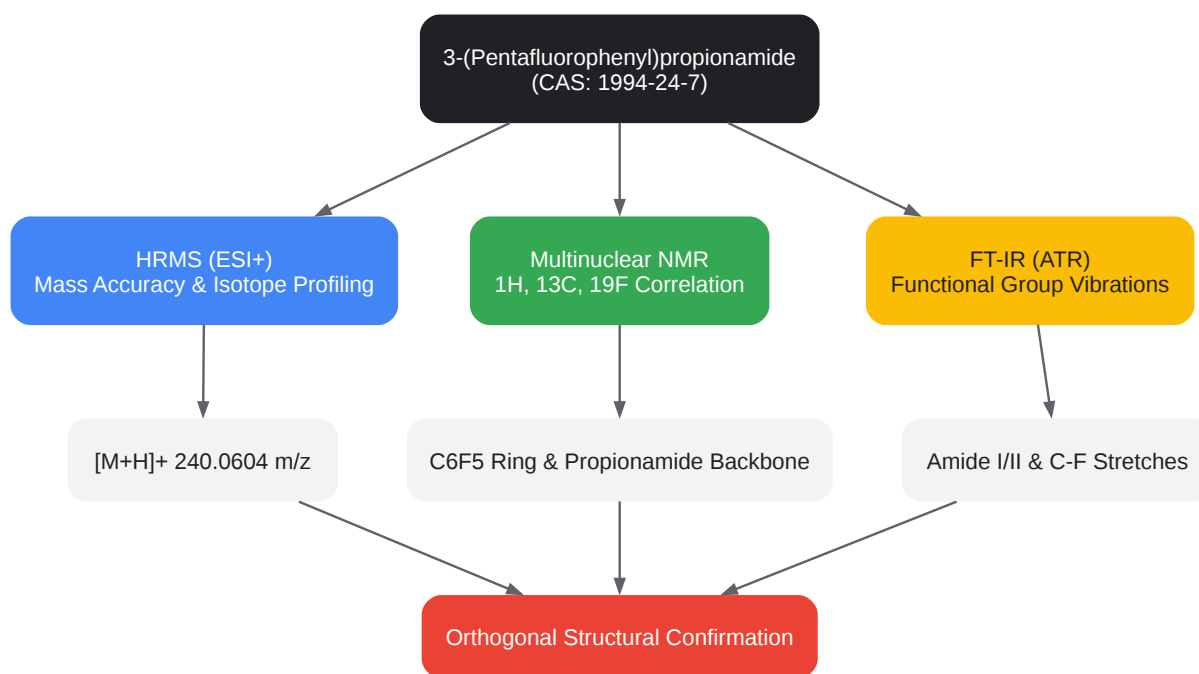 3-(Pentafluorophenyl)propionamide
(CAS: 1994-24-7)
HRMS (ESI+)
Mass Accuracy & Isotope Profiling
Multinuclear NMR
1H, 13C, 19F Correlation
FT-IR (ATR)
Functional Group Vibrations
[M+H]+ 240.0604 m/z
C6F5 Ring & Propionamide Backbone
Amide I/II & C-F Stretches
Orthogonal Structural Confirmation